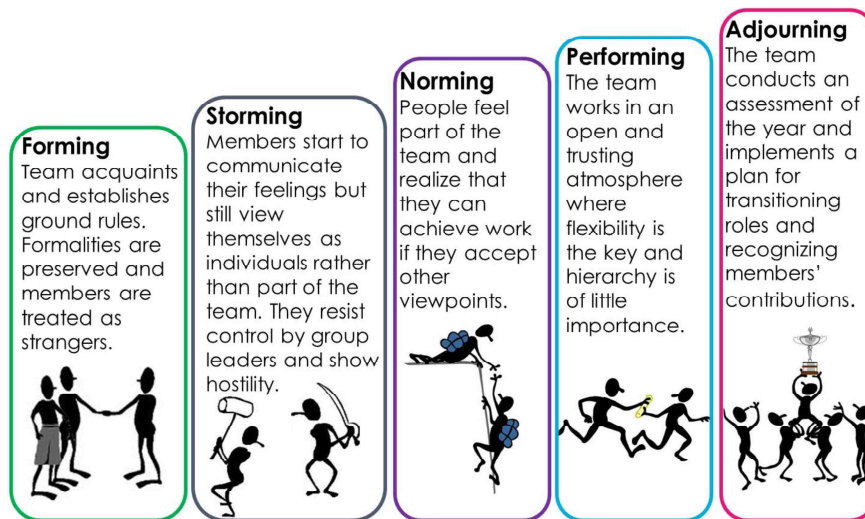 Forming
Team acquaints
and establishes
ground rules.
Formalities are
preserved and
members are
treated as
strangers.
Storming
Members start to
communicate
their feelings but
still view
themselves as
individuals rather
than part of the
team. They resist
control by group
leaders and show
hostility.
Norming
People feel
part of the
team and
realize that
they can
achieve work
if they accept
other
viewpoints.
Performing
The team
works in an
open and
trusting
atmosphere
where
flexibility is
the key and
hierarchy is
of little
importance.
Adjourning
The team
conducts an
assessment of
the year and
implements a
plan for
transitioning
roles and
recognizing
members'
contributions.